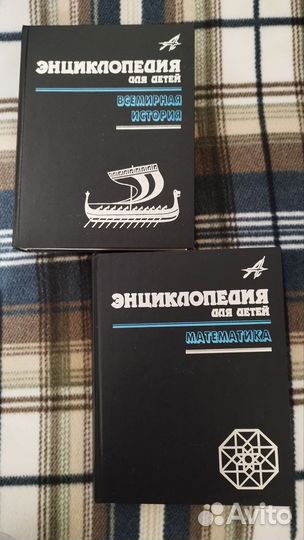 ЭНЦИКЛОПЕДИЯ
ДЛЯ ДЕТЕЙ
ВСЕМИРНАЯ
ИСТОРИЯ
ЭНЦИКЛОПЕДИЯ
ДЛЯ ДЕТЕЙ
МАТЕМАТИКА
Avito